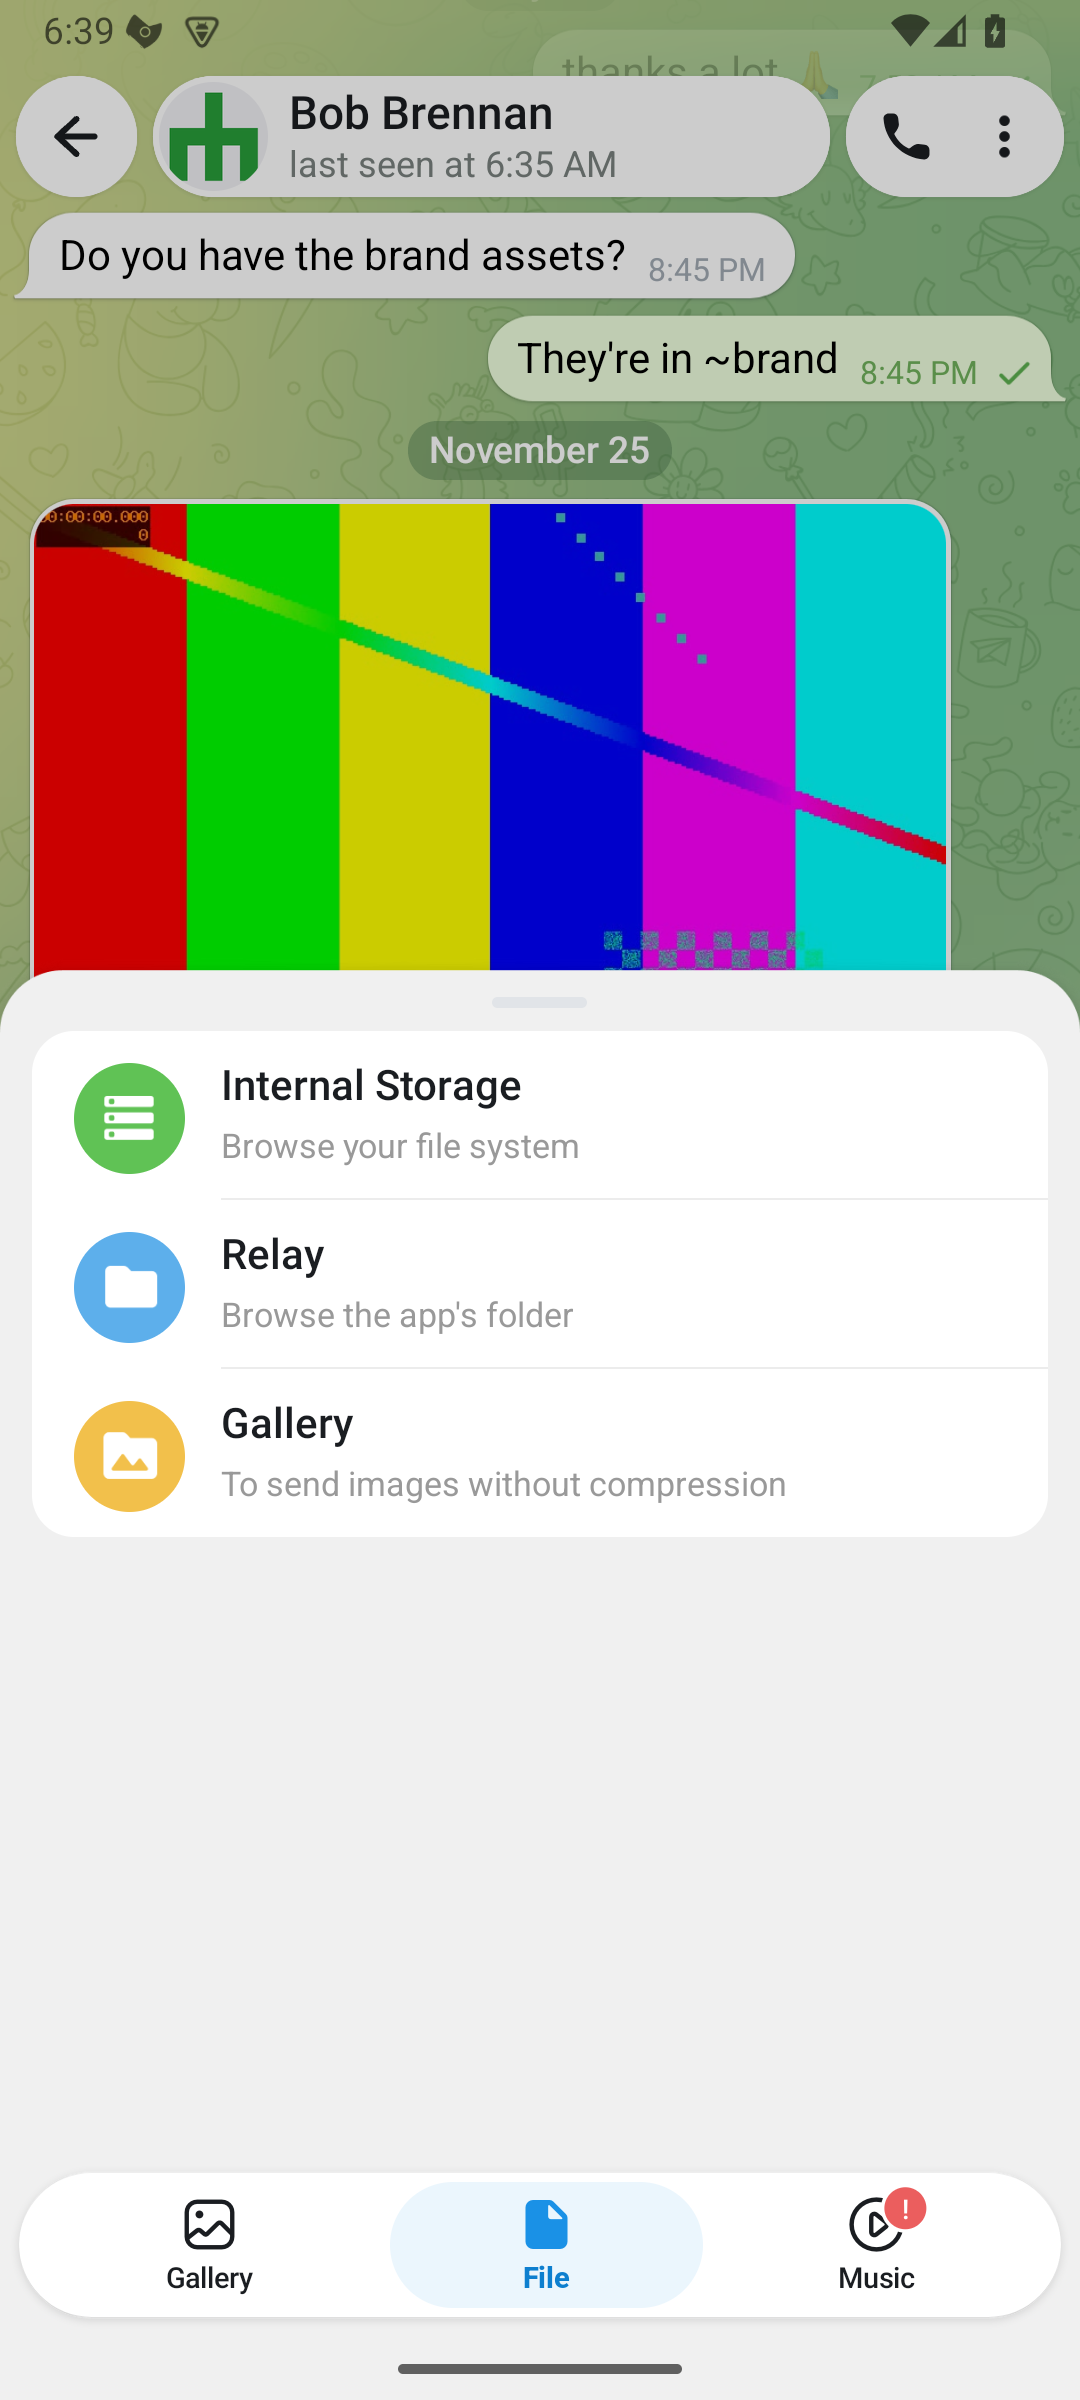 6:39
thanks a lot 🙏
Bob Brennan
last seen at 6:35 AM
Do you have the brand assets? 8:45 PM
They're in ~brand 8:45 PM
November 25
00:00:00.000
0
Internal Storage
Browse your file system
Relay
Browse the app's folder
Gallery
To send images without compression
Gallery
File
Music